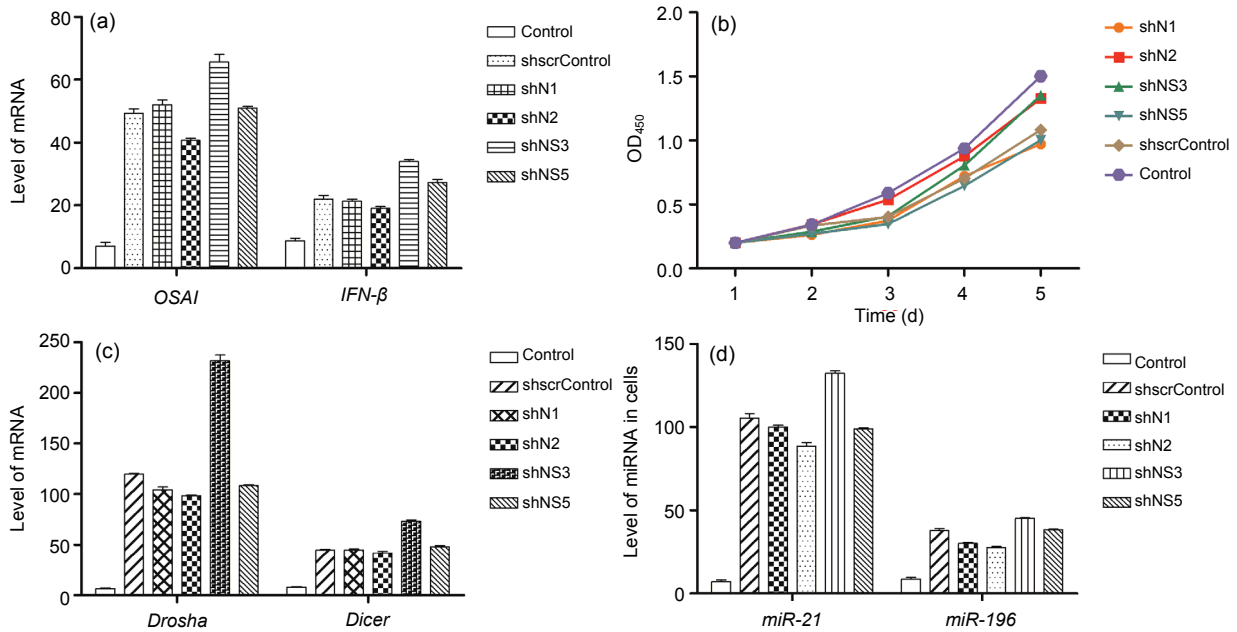 (a)
Level of mRNA
80
60
40
20
0
OSAI
IFN-β
Control
shscrControl
shN1
shN2
shNS3
shNS5
(b)
OD450
2.0
1.5
1.0
0.5
0.0
1 2 3 4 5
Time (d)
shN1
shN2
shNS3
shNS5
shscrControl
Control
(c)
Level of mRNA
250
200
150
100
50
0
Drosha
Dicer
Control
shscrControl
shN1
shN2
shNS3
shNS5
(d)
Level of miRNA in cells
150
100
50
0
miR-21
miR-196
Control
shscrControl
shN1
shN2
shNS3
shNS5